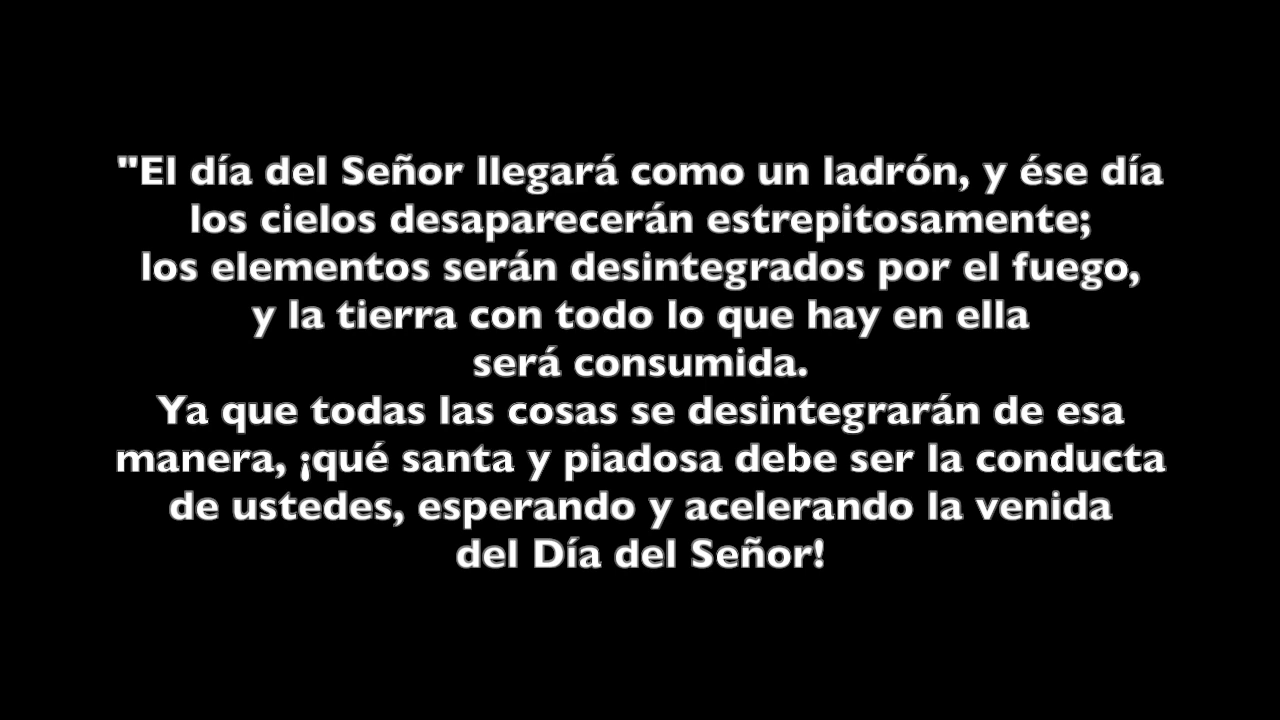 "El día del Señor llegará como un ladrón, y ése día
los cielos desaparecerán estrepitosamente;
los elementos serán desintegrados por el fuego,
y la tierra con todo lo que hay en ella
será consumida.
Ya que todas las cosas se desintegrarán de esa
manera, ¡qué santa y piadosa debe ser la conducta
de ustedes, esperando y acelerando la venida
del Día del Señor!